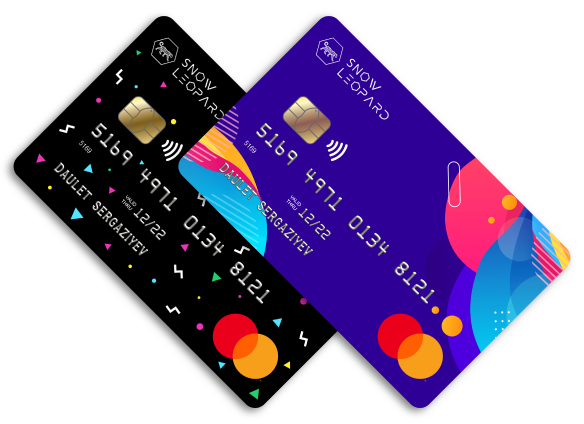 SNOW
LEOPARD
5169 4971 0134 8121
5169
VALID
THRU 12/22
DAULET SERGAZIYEV
SNOW
LEOPARD
5169 4971 0134 8121
5169
VALID
THRU 12/22
DAULET SERGAZIYEV